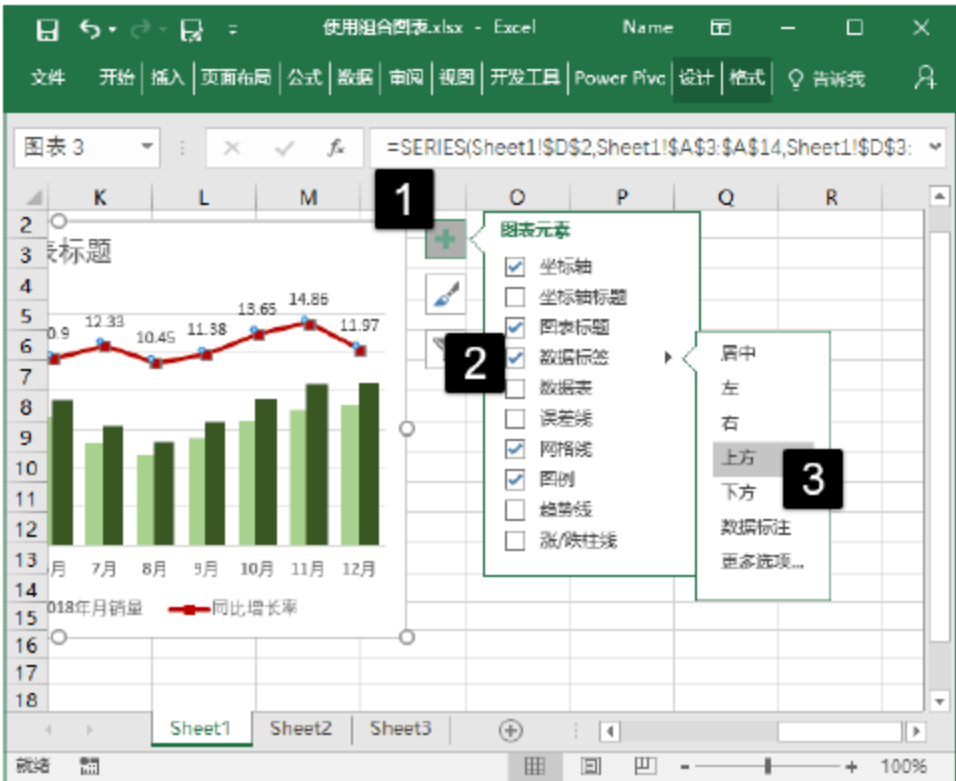 使用组合图表.xlsx - Excel Name
文件 开始 插入 页面布局 公式 数据 审阅 视图 开发工具 Power Pivo 设计 格式 告诉我
图表 3 fx =SERIES(Sheet1!$D$2,Sheet1!$A$3:$A$14,Sheet1!$D$3:
K L M O P Q R
1
2
3
4
5
6
7
8
9
10
11
12
13
14
15
16
17
18
表标题
0.9 12.33 10.45 11.38 13.65 14.86 11.97
月 7月 8月 9月 10月 11月 12月
018年月销量 同比增长率
图表元素
坐标轴
坐标轴标题
图表标题
2
数据标签
数据表
误差线
网格线
图例
趋势线
涨/跌柱线
居中
左
右
上方
3
下方
数据标注
更多选项...
Sheet1 Sheet2 Sheet3
就绪 100%